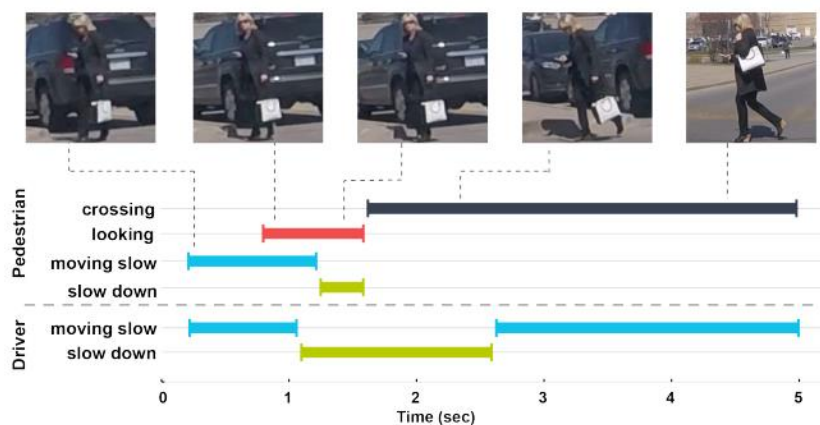 Pedestrian
crossing
looking
moving slow
slow down
Driver
moving slow
slow down
0 1 2 3 4 5
Time (sec)